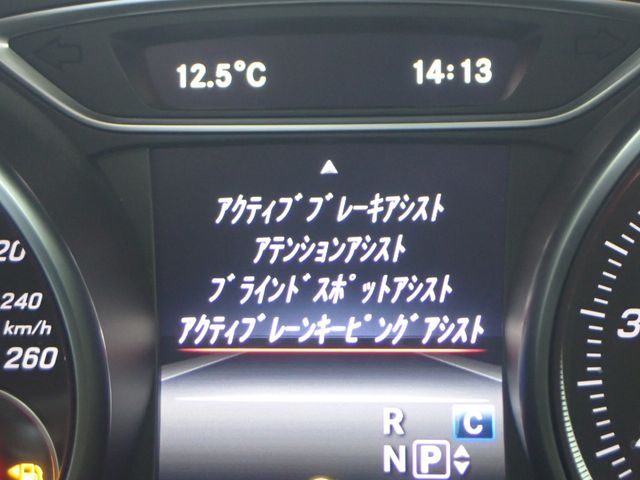 12.5°C 14:13
ｱｸﾃｨﾌﾞﾌﾞﾚｰｷｱｼｽﾄ
ｱﾃﾝｼｮﾝｱｼｽﾄ
ﾌﾞﾗｲﾝﾄﾞｽﾎﾟｯﾄｱｼｽﾄ
ｱｸﾃｨﾌﾞﾚｰﾝｷｰﾋﾟﾝｸﾞｱｼｽﾄ
240
km/h
260
3
R C
N P